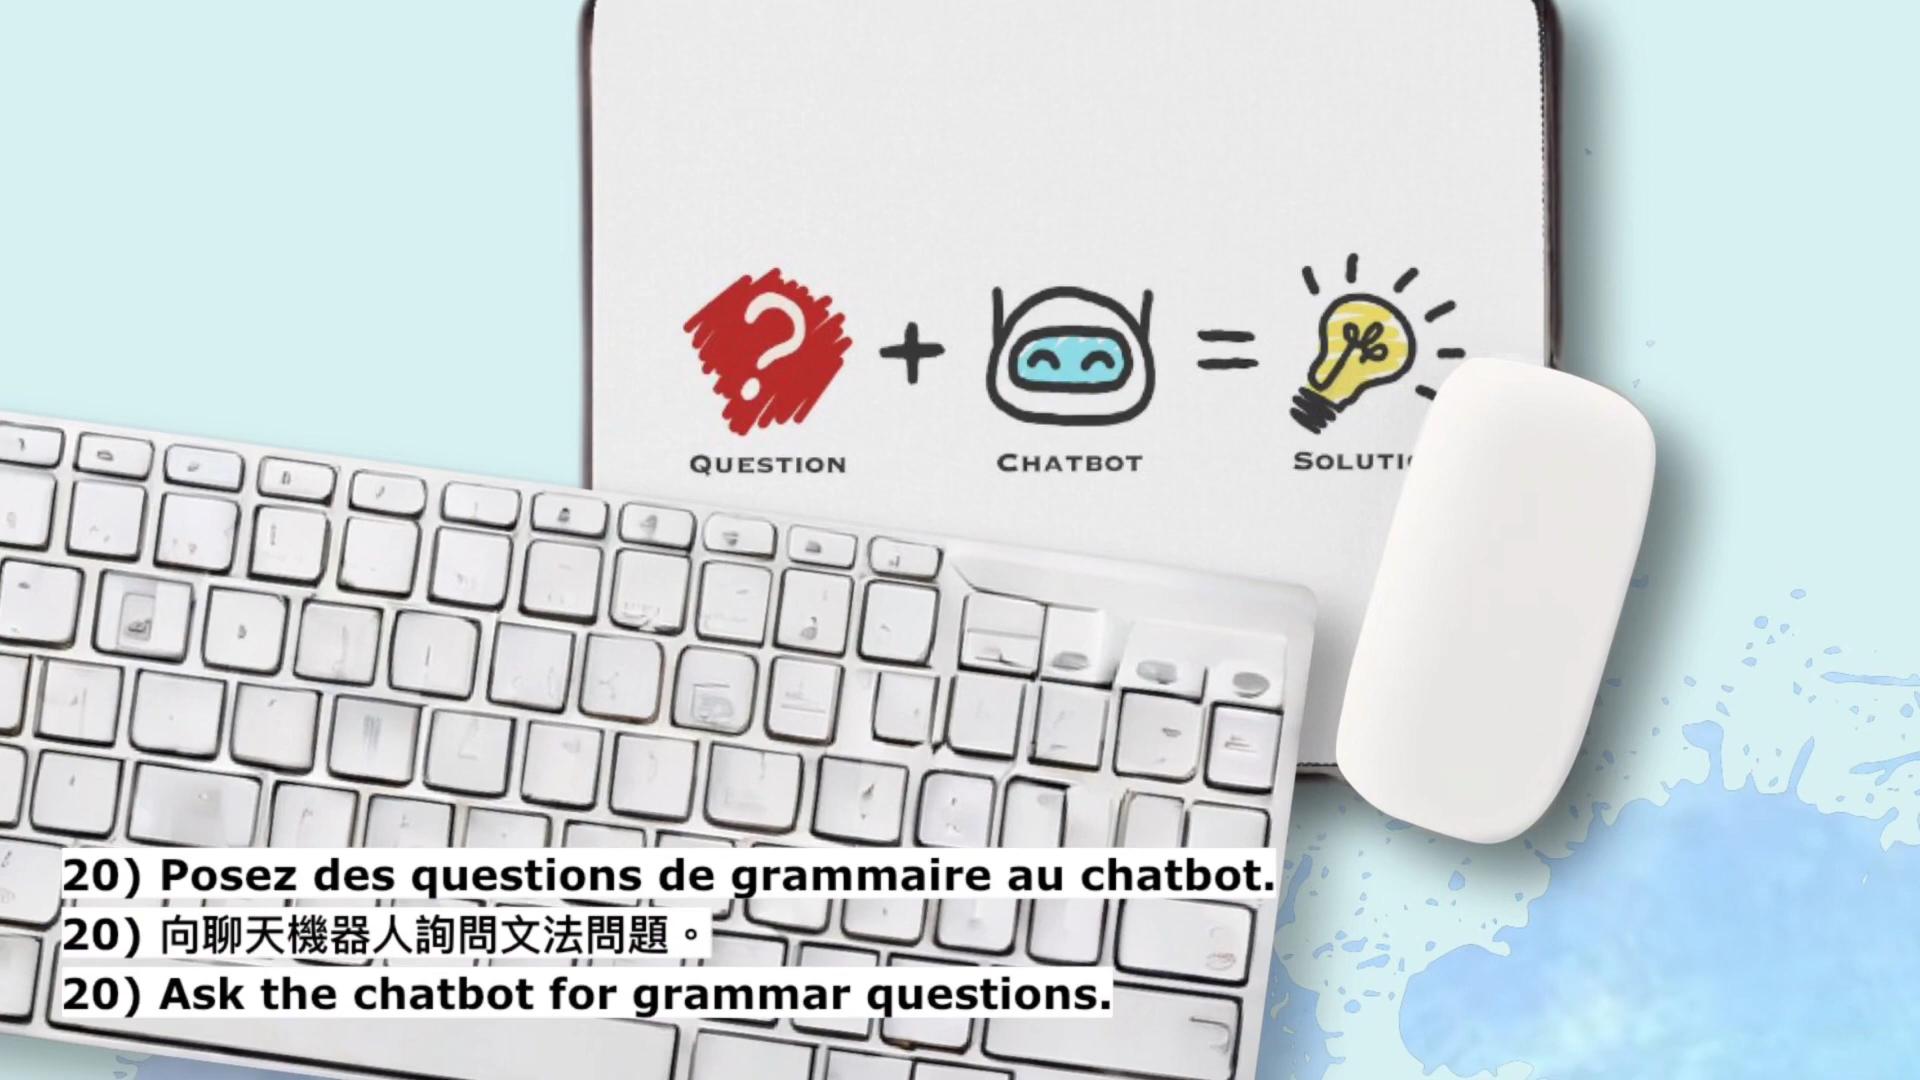 QUESTION + CHATBOT = SOLUTI
20) Posez des questions de grammaire au chatbot.
20) 向聊天機器人詢問文法問題。
20) Ask the chatbot for grammar questions.